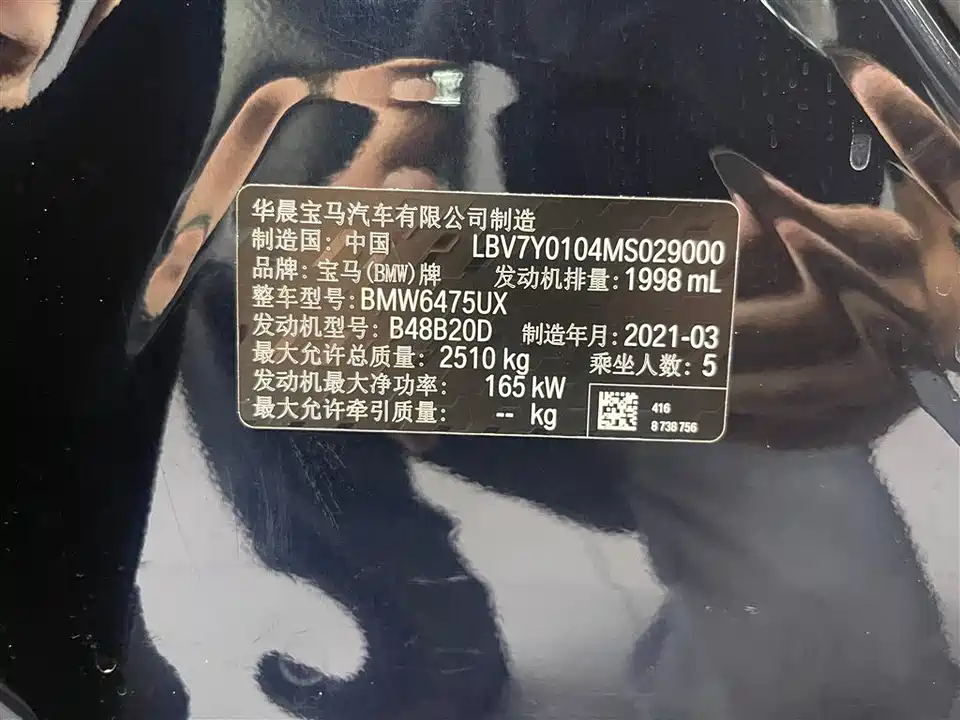 华晨宝马汽车有限公司制造
制造国: 中国 LBV7Y0104MS029000
品牌: 宝马(BMW)牌 发动机排量: 1998 mL
整车型号: BMW6475UX
发动机型号: B48B20D 制造年月: 2021-03
最大允许总质量: 2510 kg 乘坐人数: 5
发动机最大净功率: 165 kW
最大允许牵引质量: -- kg
416
8 738 756